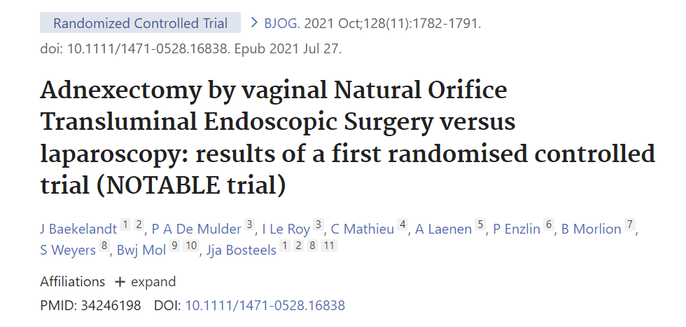 Randomized Controlled Trial > BJOG. 2021 Oct;128(11):1782-1791.
doi: 10.1111/1471-0528.16838. Epub 2021 Jul 27.
Adnexectomy by vaginal Natural Orifice
Transluminal Endoscopic Surgery versus
laparoscopy: results of a first randomised controlled
trial (NOTABLE trial)
J Baekelandt 1 2, P A De Mulder 3, I Le Roy 3, C Mathieu 4, A Laenen 5, P Enzlin 6, B Morlion 7,
S Weyers 8, Bwj Mol 9 10, Jja Bosteels 1 2 8 11
Affiliations + expand
PMID: 34246198 DOI: 10.1111/1471-0528.16838